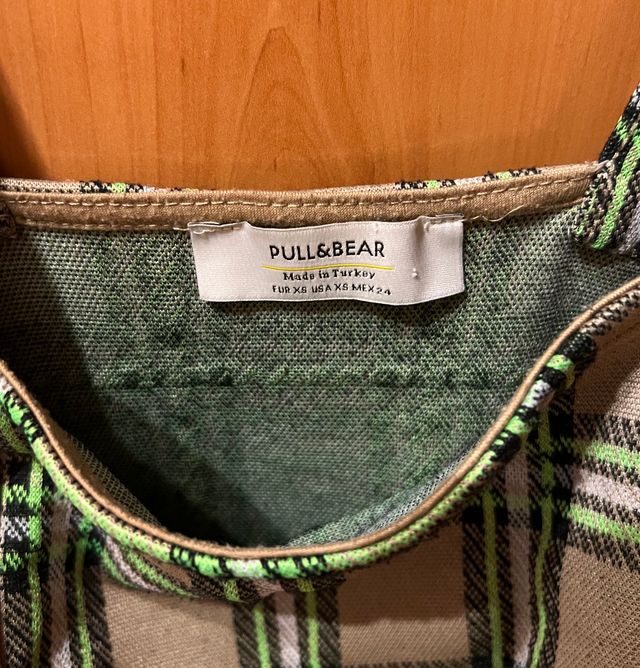 PULL&BEAR
Made in Turkey
EUR XS USA XS MEX 24